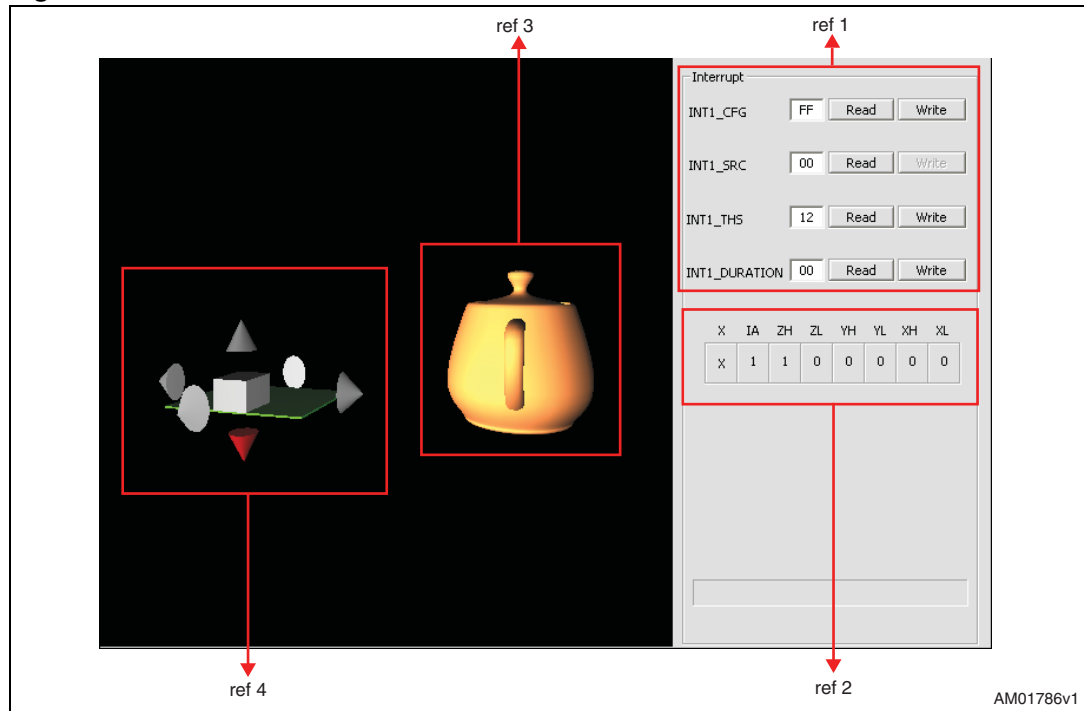 ref 3
ref 1
Interrupt
INT1_CFG FF Read Write
INT1_SRC 00 Read Write
INT1_THS 12 Read Write
INT1_DURATION 00 Read Write
X IA ZH ZL YH YL XH XL
X 1 1 0 0 0 0 0
ref 4
ref 2
AM01786v1